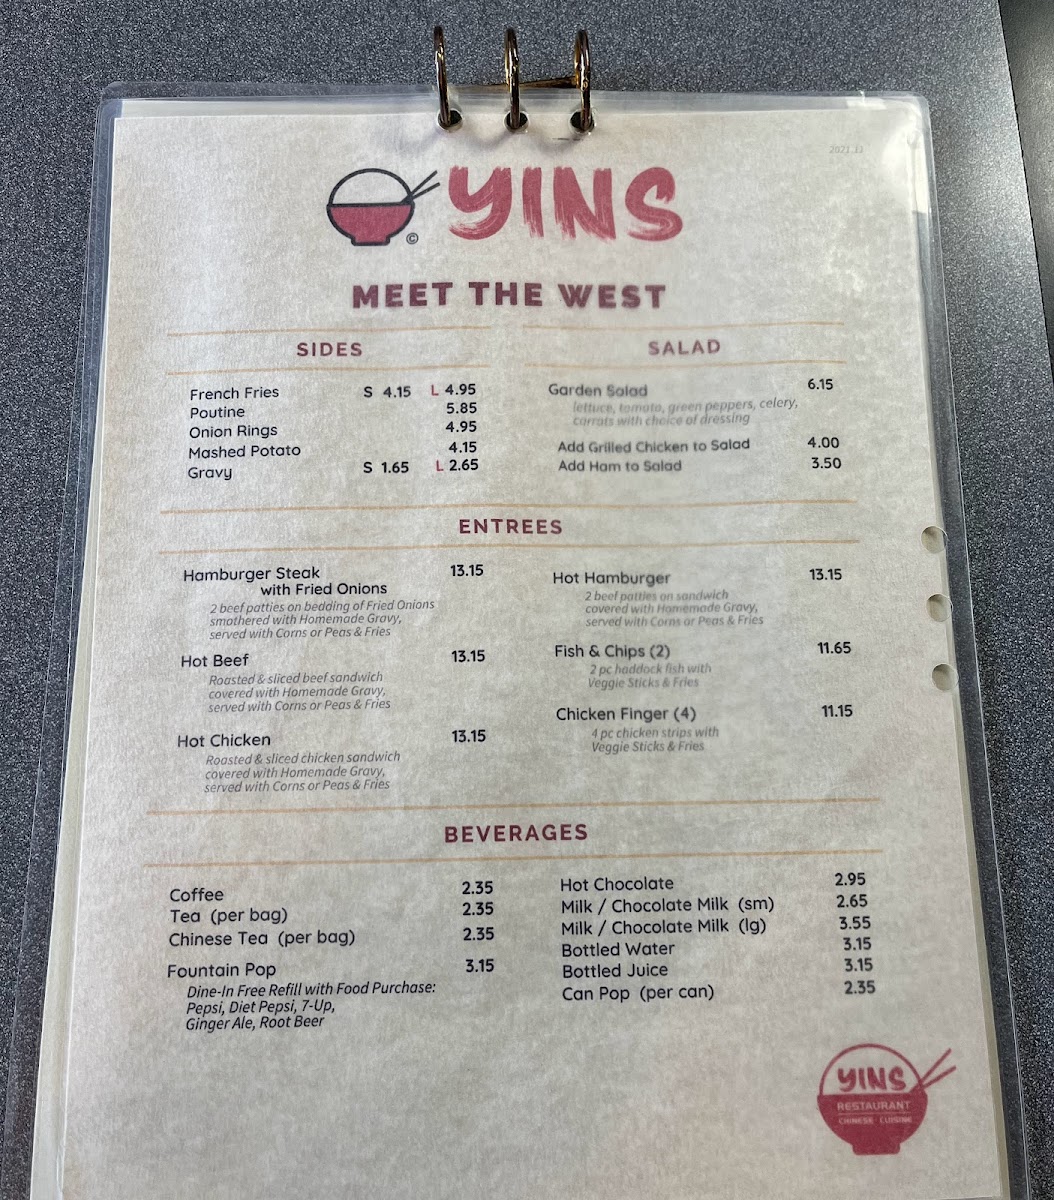 2021.11
YINS
©
MEET THE WEST
SIDES
French Fries S 4.15 L 4.95
Poutine 5.85
Onion Rings 4.95
Mashed Potato 4.15
Gravy S 1.65 L 2.65
SALAD
Garden Salad 6.15
lettuce, tomato, green peppers, celery,
carrots with choice of dressing
Add Grilled Chicken to Salad 4.00
Add Ham to Salad 3.50
ENTREES
Hamburger Steak 13.15
with Fried Onions
2 beef patties on bedding of Fried Onions
smothered with Homemade Gravy,
served with Corns or Peas & Fries
Hot Beef 13.15
Roasted & sliced beef sandwich
covered with Homemade Gravy,
served with Corns or Peas & Fries
Hot Chicken 13.15
Roasted & sliced chicken sandwich
covered with Homemade Gravy,
served with Corns or Peas & Fries
Hot Hamburger 13.15
2 beef patties on sandwich
covered with Homemade Gravy,
served with Corns or Peas & Fries
Fish & Chips (2) 11.65
2 pc haddock fish with
Veggie Sticks & Fries
Chicken Finger (4) 11.15
4 pc chicken strips with
Veggie Sticks & Fries
BEVERAGES
Coffee 2.35
Tea (per bag) 2.35
Chinese Tea (per bag) 2.35
Fountain Pop 3.15
Dine-In Free Refill with Food Purchase:
Pepsi, Diet Pepsi, 7-Up,
Ginger Ale, Root Beer
Hot Chocolate 2.95
Milk / Chocolate Milk (sm) 2.65
Milk / Chocolate Milk (lg) 3.55
Bottled Water 3.15
Bottled Juice 3.15
Can Pop (per can) 2.35
YINS
RESTAURANT
CHINESE · CUISINE